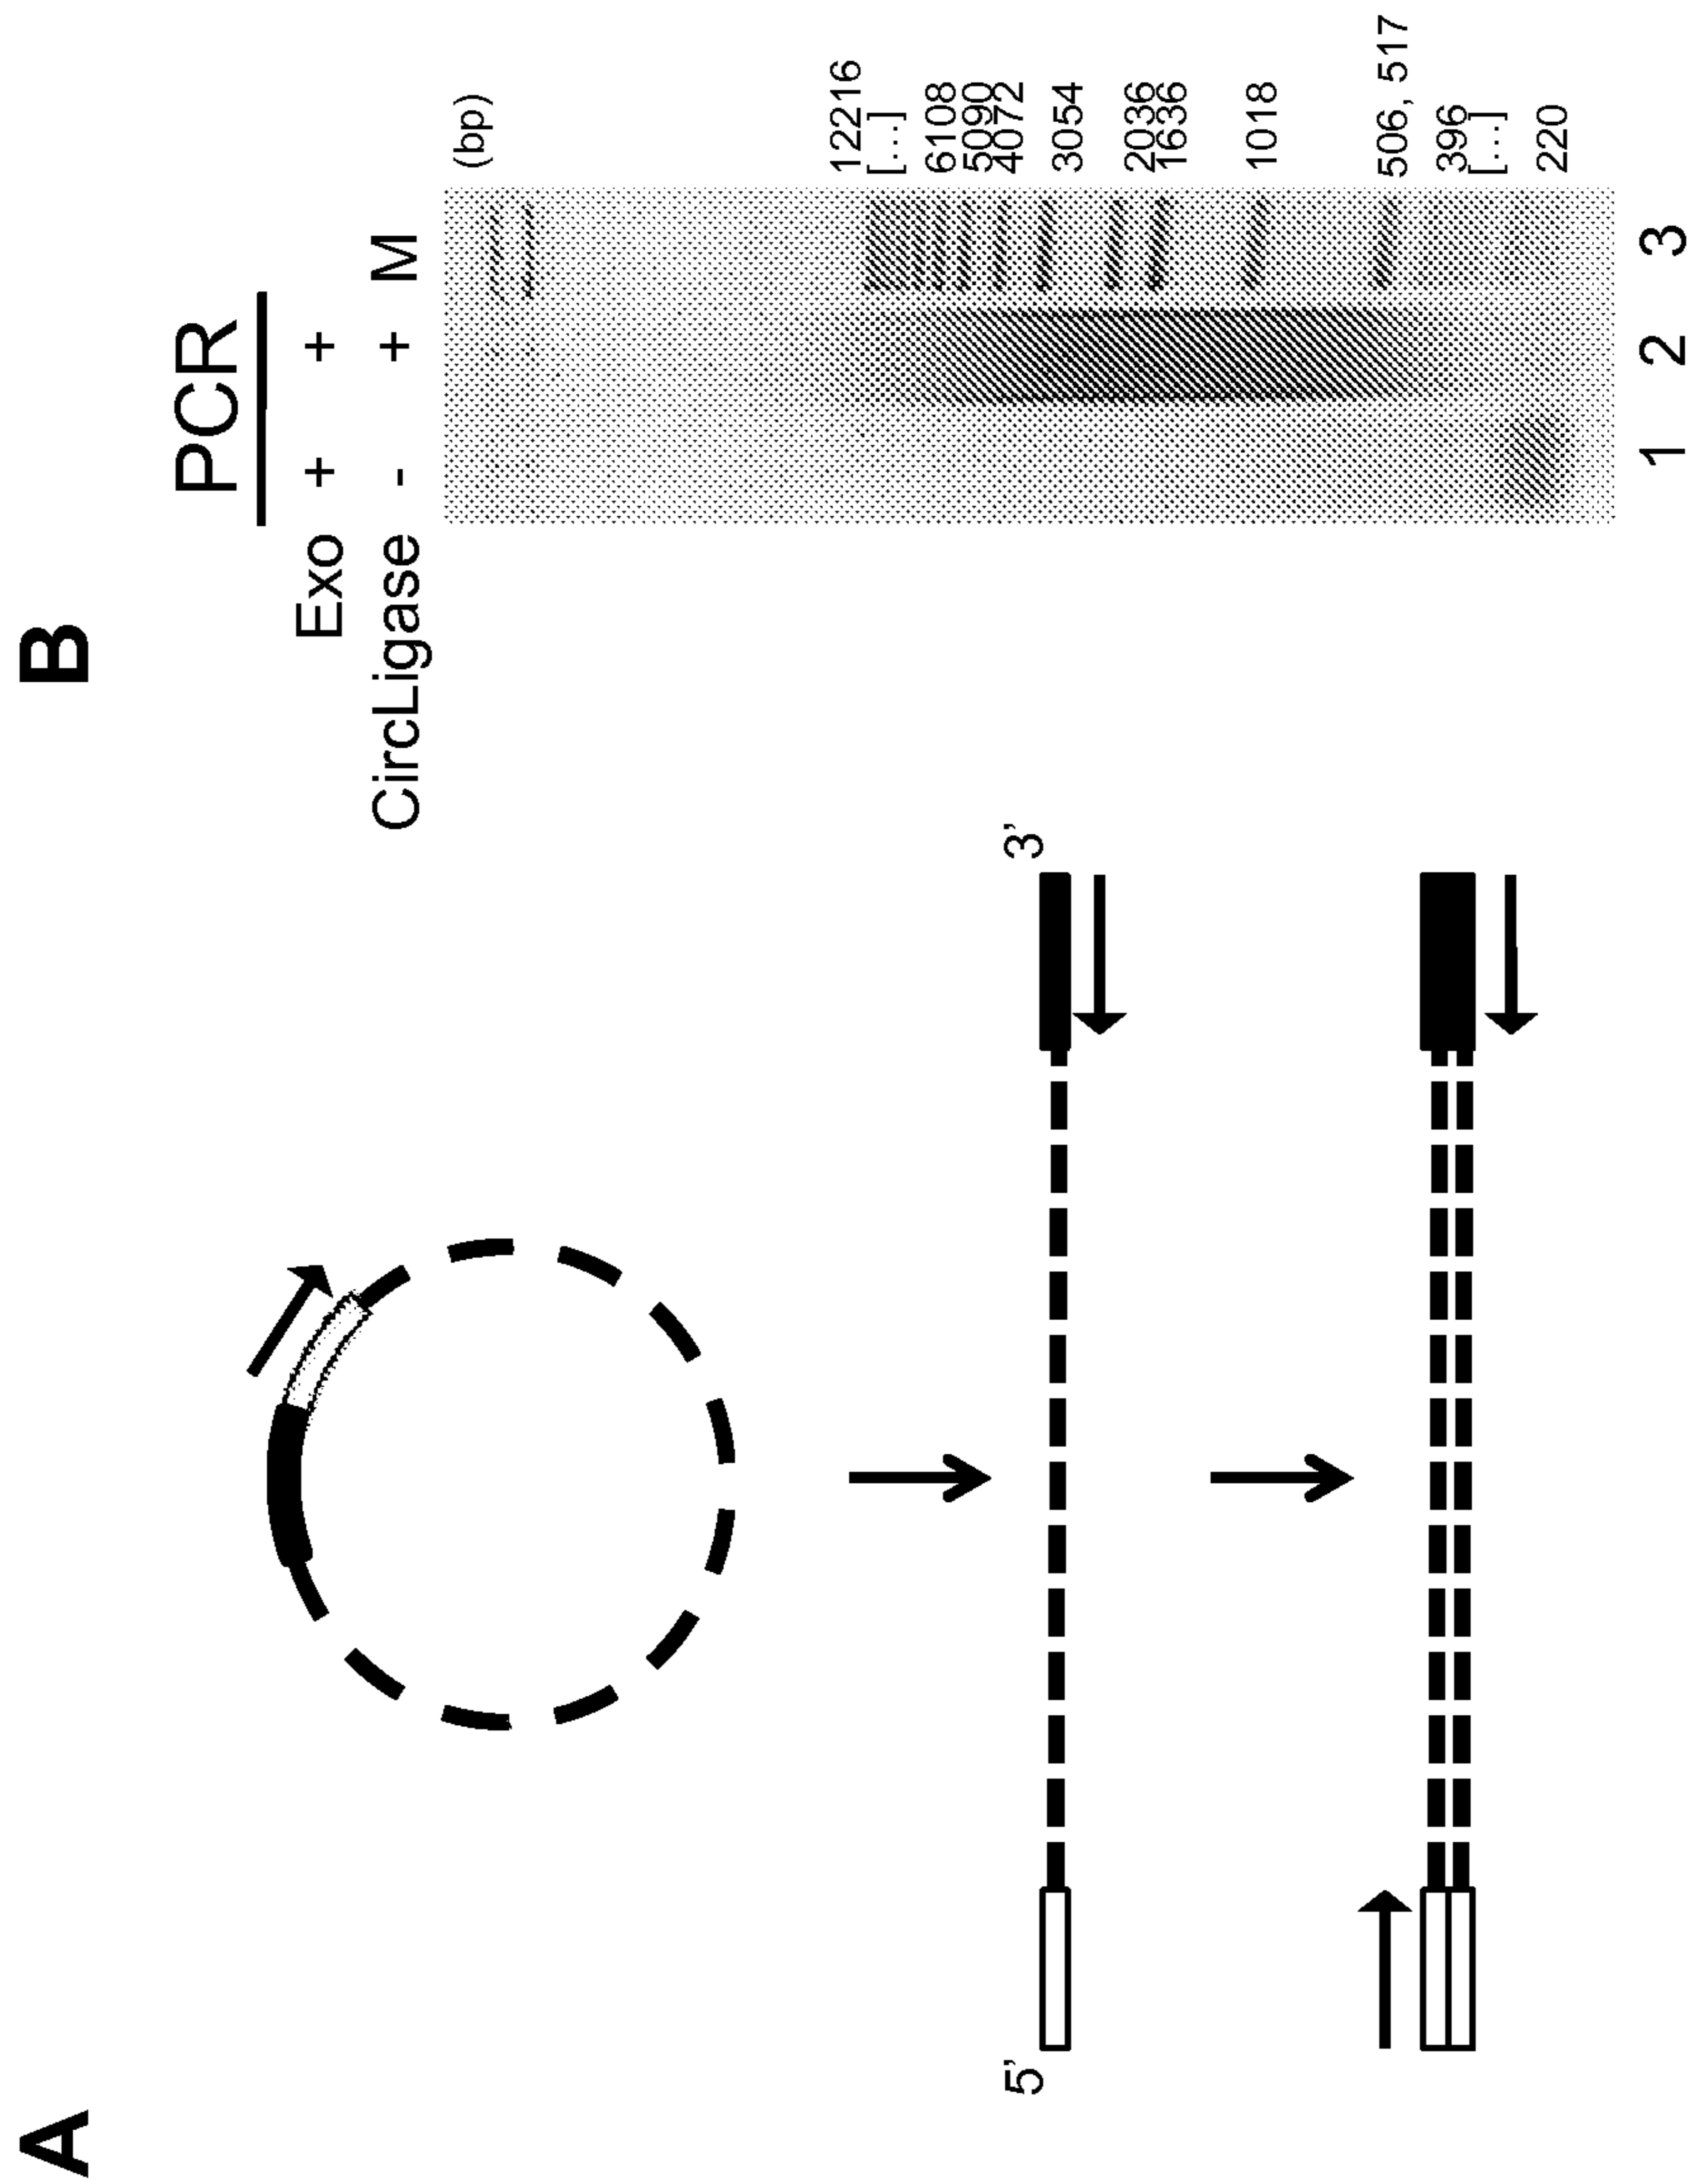 A
5'
3'
B
PCR
Exo + +
CircLigase - + M
(bp)
12216
[...]
6108
5090
4072
3054
2036
1636
1018
506, 517
396
[...]
220
1 2 3